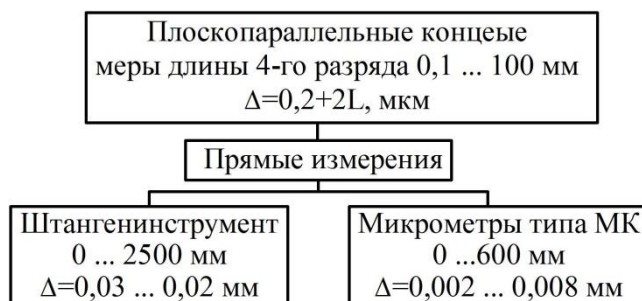 Плоскопараллельные концеые
меры длины 4-го разряда 0,1 ... 100 мм
Δ=0,2+2L, мкм
Прямые измерения
Штангенинструмент
0 ... 2500 мм
Δ=0,03 ... 0,02 мм
Микрометры типа МК
0 ...600 мм
Δ=0,002 ... 0,008 мм